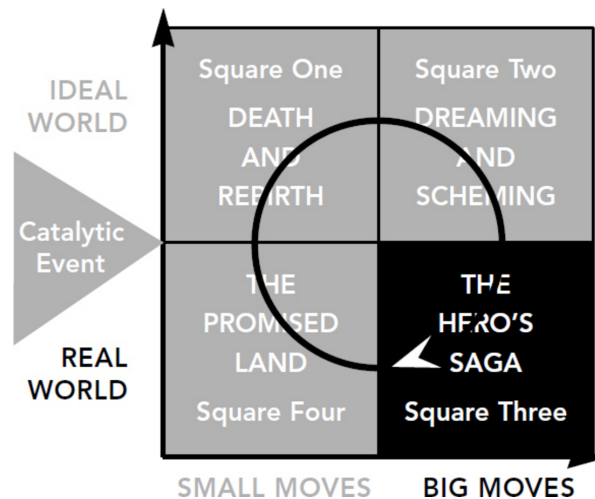 IDEAL
WORLD
Square One
DEATH
AND
REBIRTH
Square Two
DREAMING
AND
SCHEMING
Catalytic
Event
REAL
WORLD
THE
PROMISED
LAND
Square Four
THE
HERO'S
SAGA
Square Three
SMALL MOVES
BIG MOVES